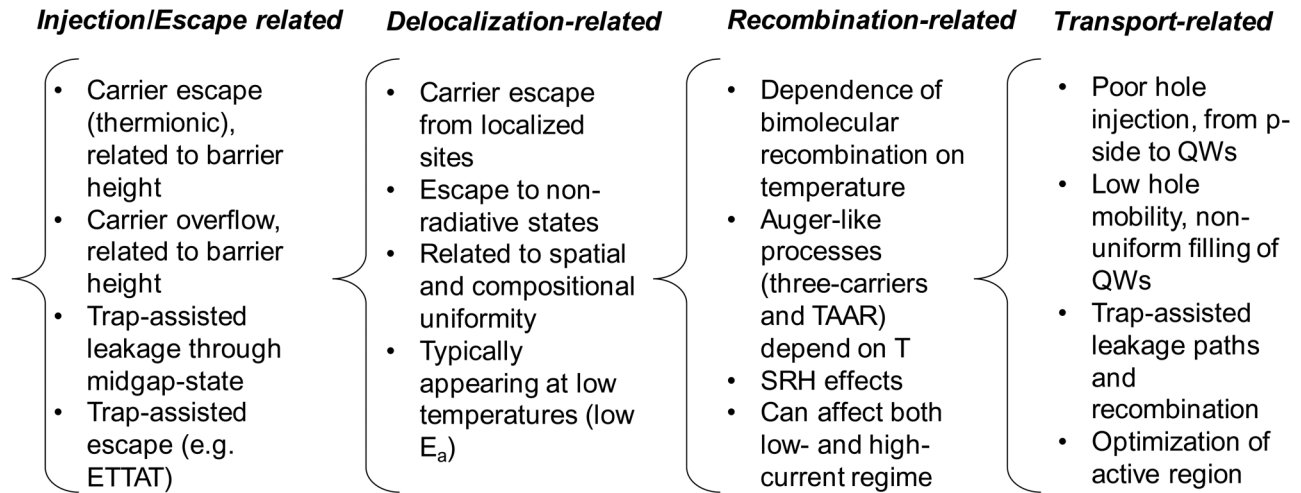 Injection/Escape related
• Carrier escape
(thermionic),
related to barrier
height
• Carrier overflow,
related to barrier
height
• Trap-assisted
leakage through
midgap-state
• Trap-assisted
escape (e.g.
ETTAT)
Delocalization-related
• Carrier escape
from localized
sites
• Escape to non-
radiative states
• Related to spatial
and compositional
uniformity
• Typically
appearing at low
temperatures (low
Eₐ)
Recombination-related
• Dependence of
bimolecular
recombination on
temperature
• Auger-like
processes
(three-carriers
and TAAR)
depend on T
• SRH effects
• Can affect both
low- and high-
current regime
Transport-related
• Poor hole
injection, from p-
side to QWs
• Low hole
mobility, non-
uniform filling of
QWs
• Trap-assisted
leakage paths
and
recombination
• Optimization of
active region